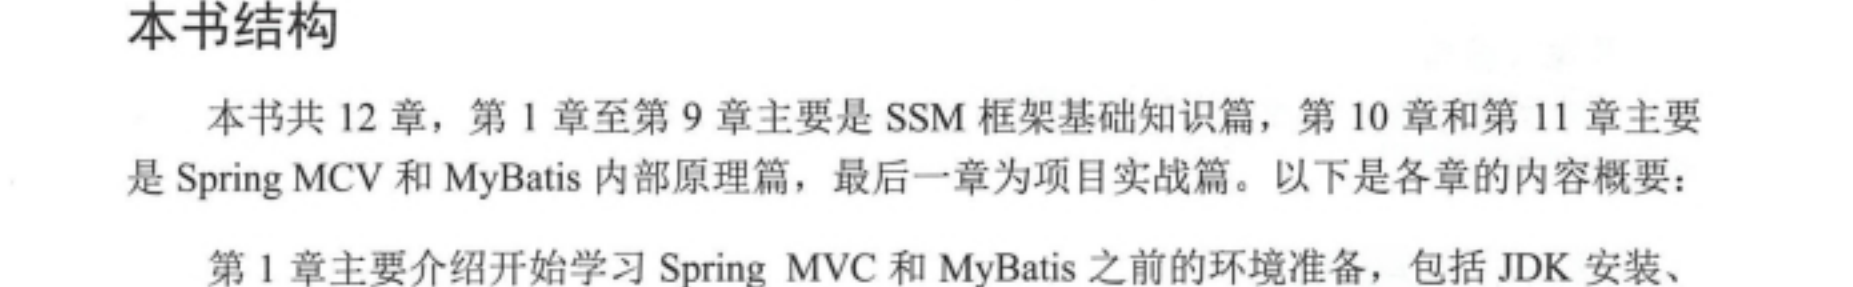 本书结构
本书共 12 章，第 1 章至第 9 章主要是 SSM 框架基础知识篇，第 10 章和第 11 章主要
是 Spring MCV 和 MyBatis 内部原理篇，最后一章为项目实战篇。以下是各章的内容概要：
第 1 章主要介绍开始学习 Spring MVC 和 MyBatis 之前的环境准备，包括 JDK 安装、